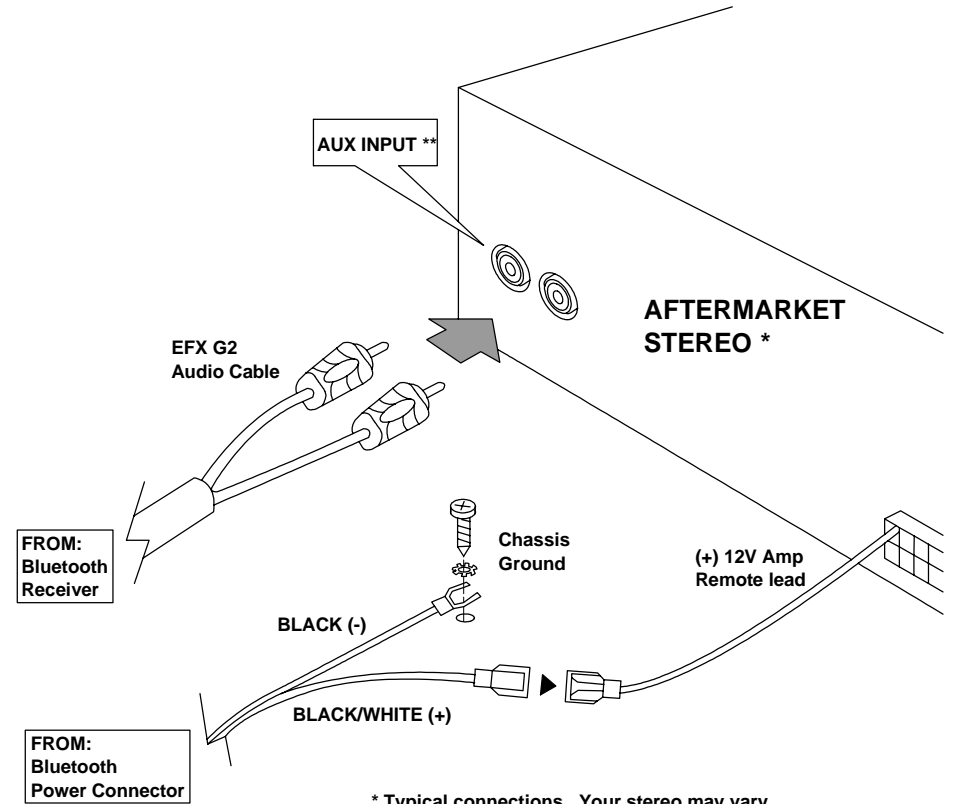 AUX INPUT **
AFTERMARKET
STEREO *
EFX G2
Audio Cable
FROM:
Bluetooth
Receiver
Chassis
Ground
(+) 12V Amp
Remote lead
BLACK (-)
BLACK/WHITE (+)
FROM:
Bluetooth
Power Connector
* Typical connections. Your stereo may vary